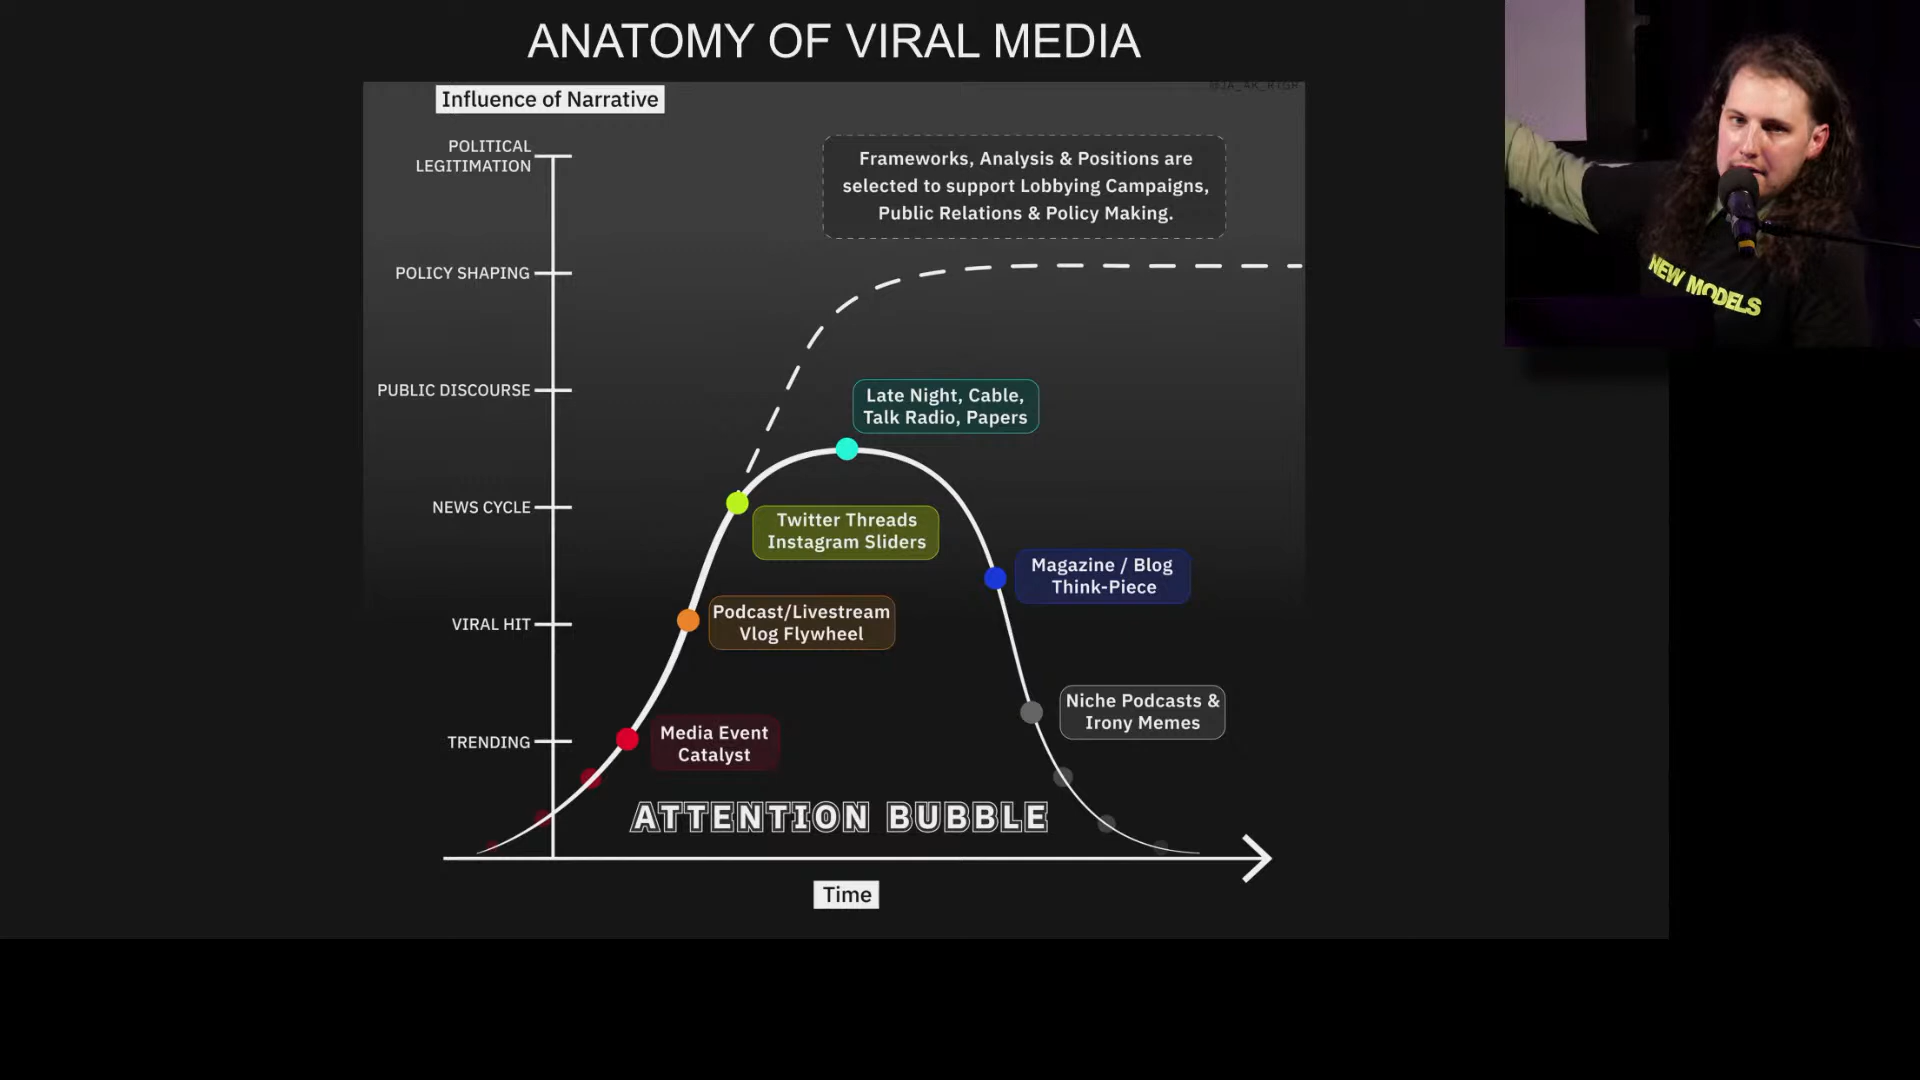 ANATOMY OF VIRAL MEDIA
Influence of Narrative
POLITICAL
LEGITIMATION
Frameworks, Analysis & Positions are
selected to support Lobbying Campaigns,
Public Relations & Policy Making.
POLICY SHAPING
PUBLIC DISCOURSE
Late Night, Cable,
Talk Radio, Papers
NEWS CYCLE
Twitter Threads
Instagram Sliders
Magazine / Blog
Think-Piece
VIRAL HIT
Podcast/Livestream
Vlog Flywheel
Niche Podcasts &
Irony Memes
TRENDING
Media Event
Catalyst
ATTENTION BUBBLE
Time
NEW MODELS